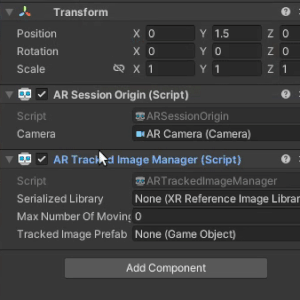 Transform
Position X 0 Y 1.5 Z 0
Rotation X 0 Y 0 Z 0
Scale X 1 Y 1 Z 1
AR Session Origin (Script)
Script ARSessionOrigin
Camera AR Camera (Camera)
AR Tracked Image Manager (Script)
Script ARTrackedImageManager
Serialized Library None (XR Reference Image Librar
Max Number Of Moving 0
Tracked Image Prefab None (Game Object)
Add Component